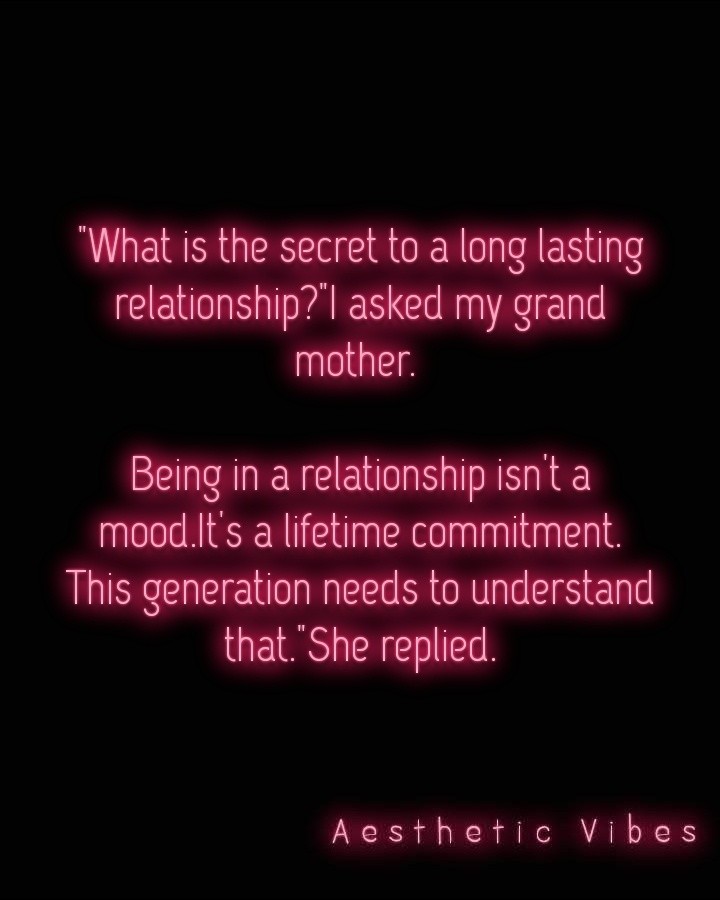 "What is the secret to a long lasting
relationship?"I asked my grand
mother.
Being in a relationship isn't a
mood.It's a lifetime commitment.
This generation needs to understand
that."She replied.
Aesthetic Vibes